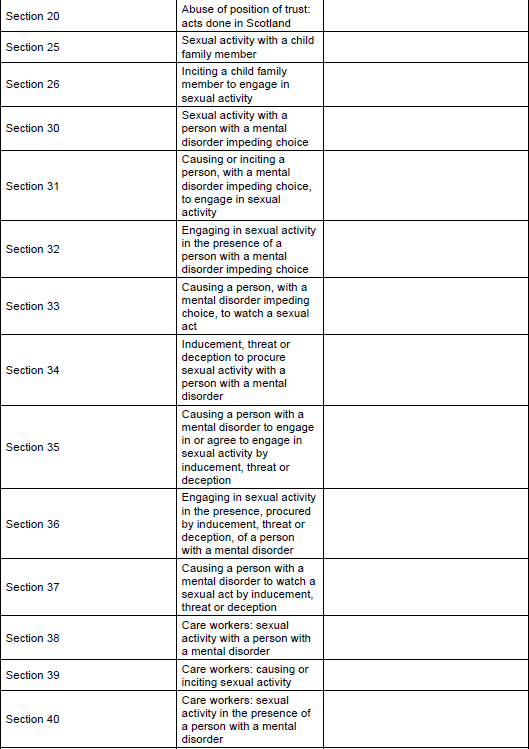 Section 20
Abuse of position of trust:
acts done in Scotland
Section 25
Sexual activity with a child
family member
Section 26
Inciting a child family
member to engage in
sexual activity
Section 30
Sexual activity with a
person with a mental
disorder impeding choice
Section 31
Causing or inciting a
person, with a mental
disorder impeding choice,
to engage in sexual
activity
Section 32
Engaging in sexual activity
in the presence of a
person with a mental
disorder impeding choice
Section 33
Causing a person, with a
mental disorder impeding
choice, to watch a sexual
act
Section 34
Inducement, threat or
deception to procure
sexual activity with a
person with a mental
disorder
Section 35
Causing a person with a
mental disorder to engage
in or agree to engage in
sexual activity by
inducement, threat or
deception
Section 36
Engaging in sexual activity
in the presence, procured
by inducement, threat or
deception, of a person
with a mental disorder
Section 37
Causing a person with a
mental disorder to watch a
sexual act by inducement,
threat or deception
Section 38
Care workers: sexual
activity with a person with
a mental disorder
Section 39
Care workers: causing or
inciting sexual activity
Section 40
Care workers: sexual
activity in the presence of
a person with a mental
disorder